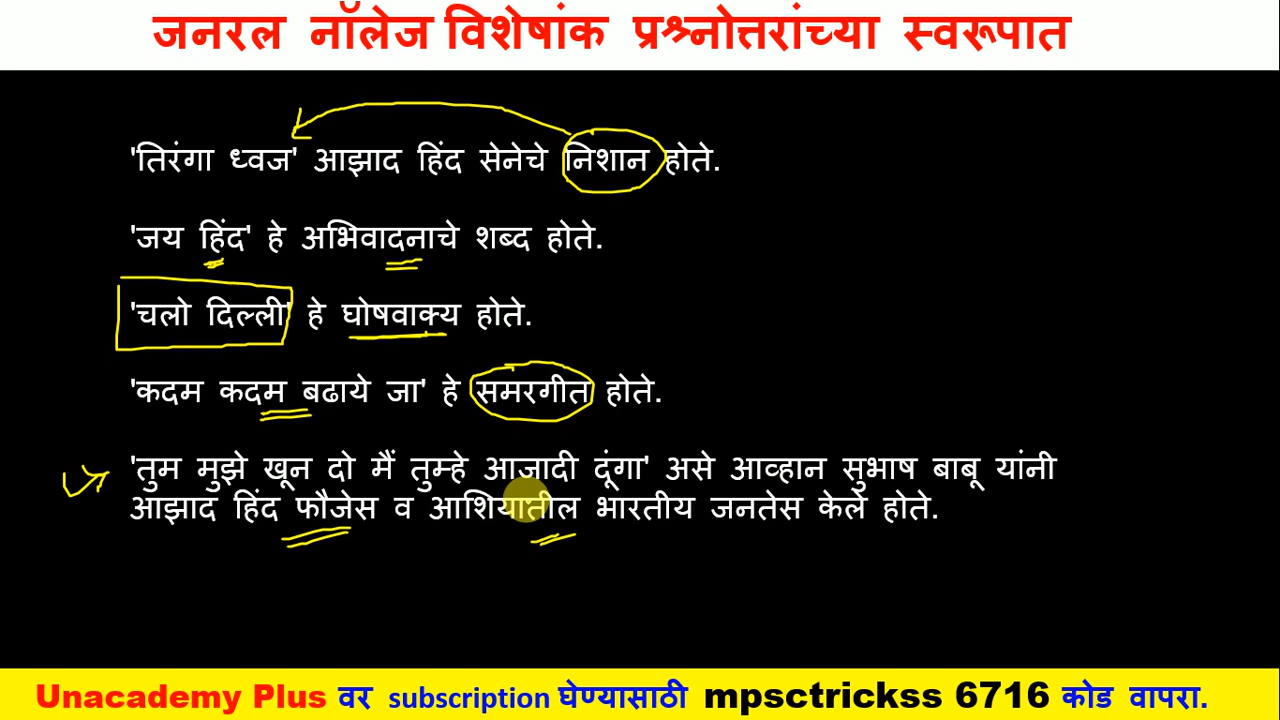 जनरल नॉलेज विशेषांक प्रश्नोत्तरांच्या स्वरूपात
'तिरंगा ध्वज' आझाद हिंद सेनेचे निशान होते.
'जय हिंद' हे अभिवादनाचे शब्द होते.
'चलो दिल्ली' हे घोषवाक्य होते.
'कदम कदम बढाये जा' हे समरगीत होते.
'तुम मुझे खून दो मैं तुम्हे आजादी दूंगा' असे आव्हान सुभाष बाबू यांनी
आझाद हिंद फौजेस व आशियातील भारतीय जनतेस केले होते.
Unacademy Plus वर subscription घेण्यासाठी mpsctrickss 6716 कोड वापरा.